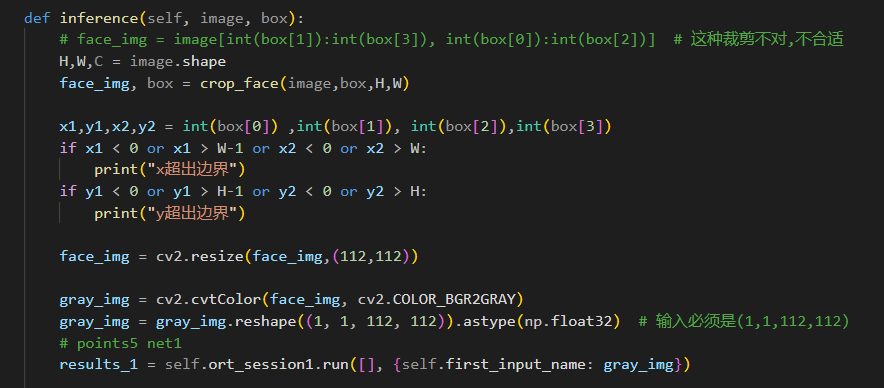 def inference(self, image, box):
# face_img = image[int(box[1]):int(box[3]), int(box[0]):int(box[2])]  # 这种裁剪不对,不合适
H,W,C = image.shape
face_img, box = crop_face(image,box,H,W)
x1,y1,x2,y2 = int(box[0]) ,int(box[1]), int(box[2]),int(box[3])
if x1 < 0 or x1 > W-1 or x2 < 0 or x2 > W:
print("x超出边界")
if y1 < 0 or y1 > H-1 or y2 < 0 or y2 > H:
print("y超出边界")
face_img = cv2.resize(face_img,(112,112))
gray_img = cv2.cvtColor(face_img, cv2.COLOR_BGR2GRAY)
gray_img = gray_img.reshape((1, 1, 112, 112)).astype(np.float32)  # 输入必须是(1,1,112,112)
# points5 net1
results_1 = self.ort_session1.run([], {self.first_input_name: gray_img})